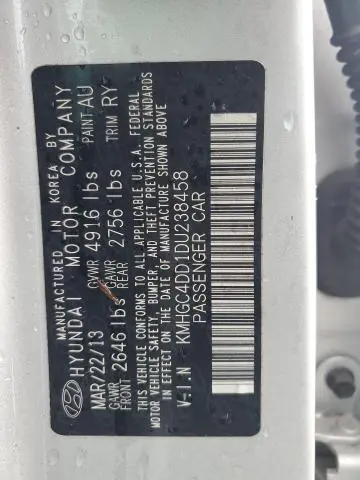 MANUFACTURED IN KOREA BY
HYUNDAI MOTOR COMPANY
MAR/22/13 GVWR 4916 lbs PAINT AU
GAWR FRONT 2646 lbs GAWR REAR 2756 lbs TRIM RY
THIS VEHICLE CONFORMS TO ALL APPLICABLE U.S.A. FEDERAL
MOTOR VEHICLE SAFETY, BUMPER, AND THEFT PREVENTION STANDARDS
IN EFFECT ON THE DATE OF MANUFACTURE SHOWN ABOVE
V.I.N KMHGC4DD1DU238458
PASSENGER CAR